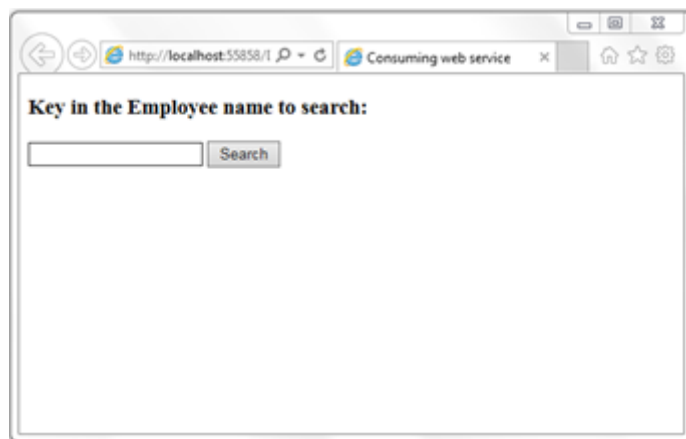 http://localhost:55858/I
Consuming web service
Key in the Employee name to search:
Search